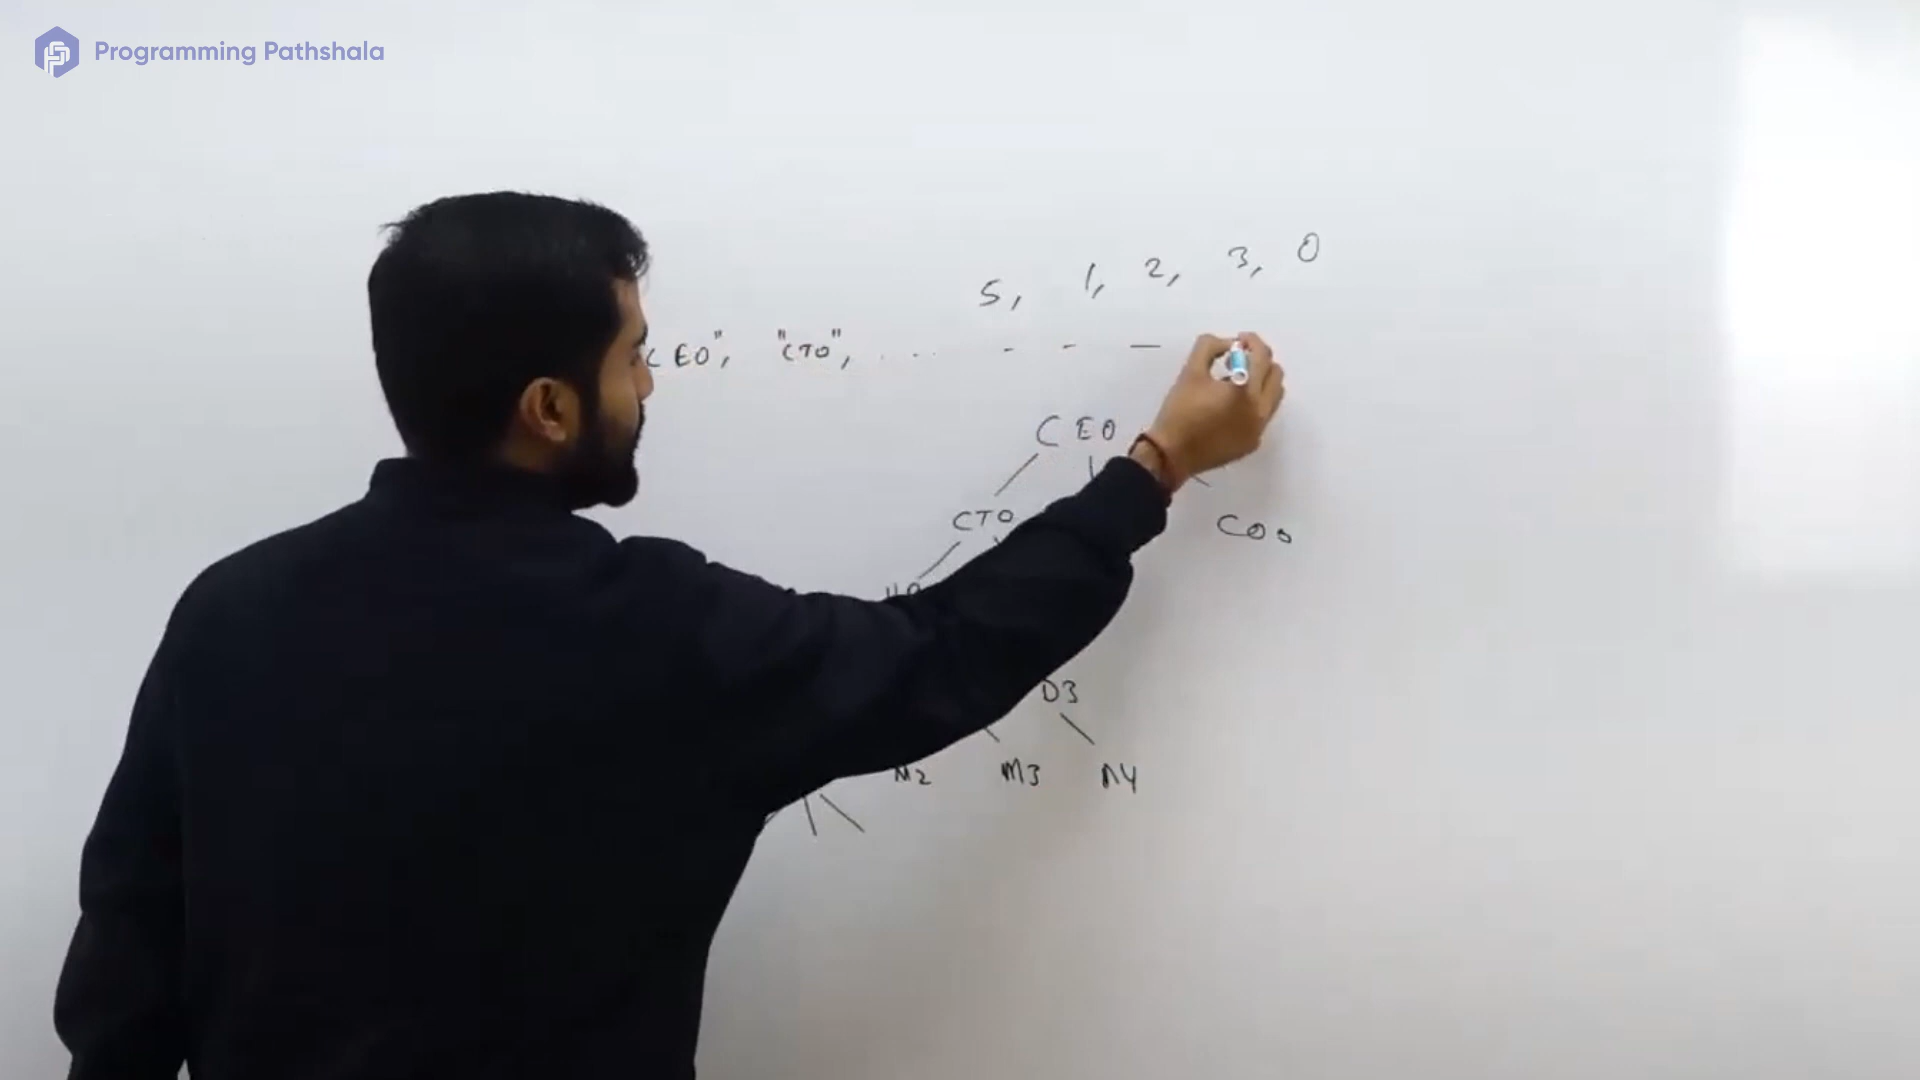 Programming Pathshala
5, 1, 2, 3, 0
CEO", "CTO", ... - - —
CEO
CTO COO
D3
M2 M3 M4